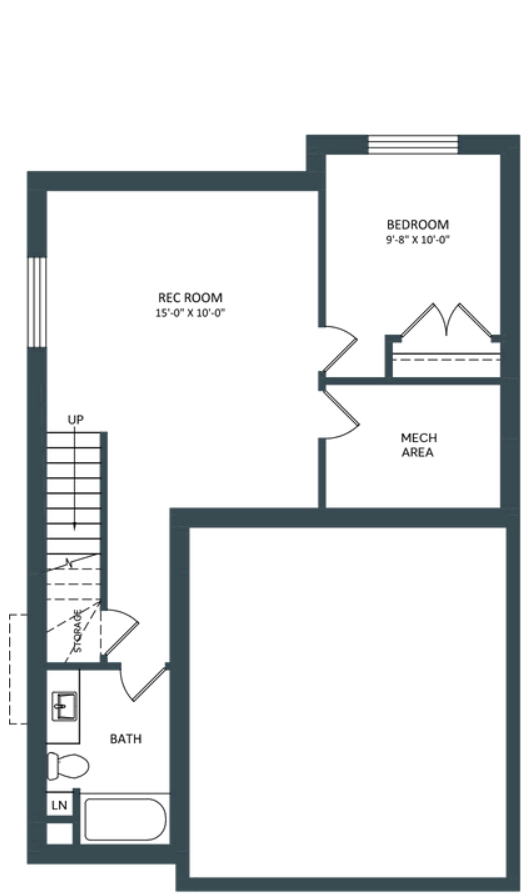 BEDROOM
9'-8" X 10'-0"
REC ROOM
15'-0" X 10'-0"
UP
MECH
AREA
STORAGE
BATH
LN